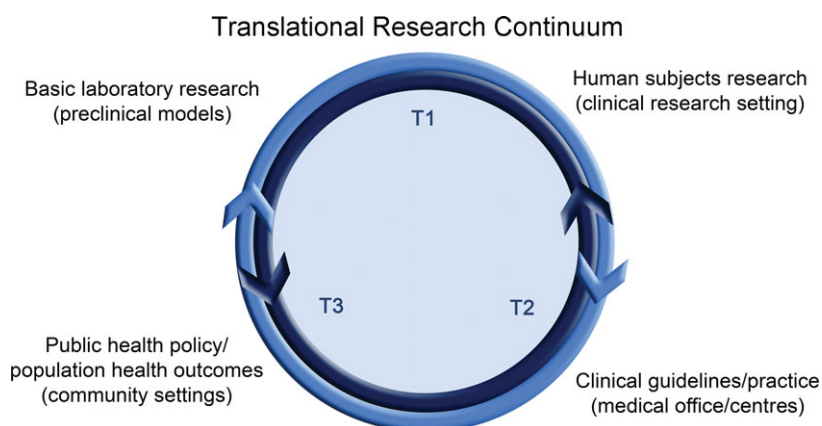 Translational Research Continuum
Basic laboratory research
(preclinical models)
Human subjects research
(clinical research setting)
T1
T3
T2
Public health policy/
population health outcomes
(community settings)
Clinical guidelines/practice
(medical office/centres)